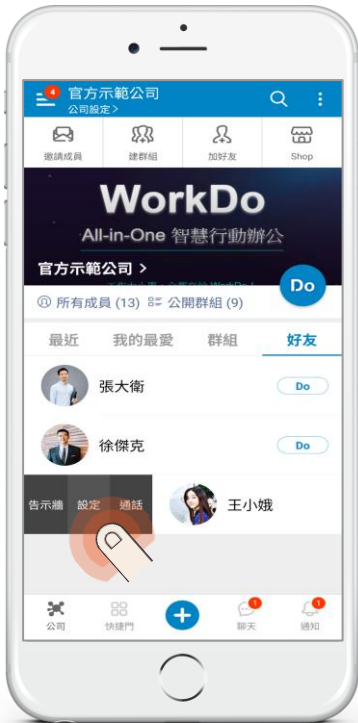 4
官方示範公司
公司設定>
邀請成員
建群組
加好友
Shop
WorkDo
All-in-One 智慧行動辦公
官方示範公司 >
Do
所有成員 (13) 公開群組 (9)
最近 我的最愛 群組 好友
張大衛
Do
徐傑克
Do
告示牆 設定 通話
王小娥
1
1
公司 快捷門 聊天 通知